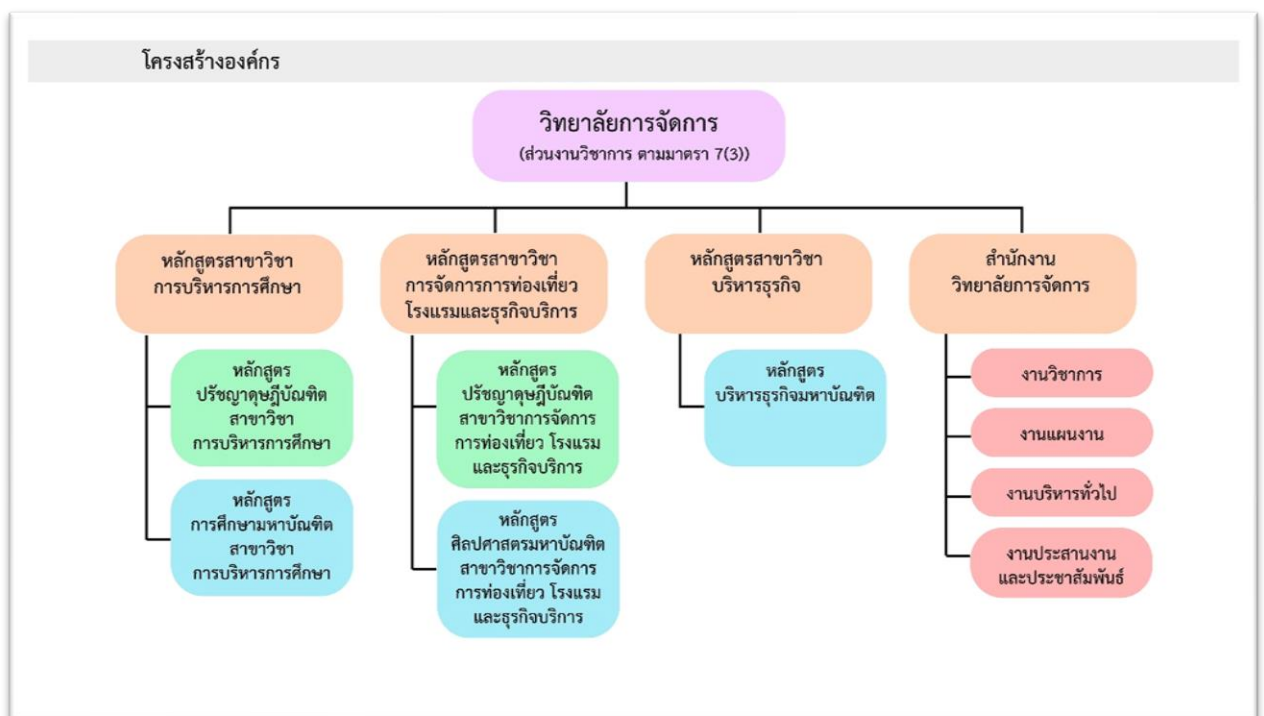 โครงสร้างองค์กร
วิทยาลัยการจัดการ
(ส่วนงานวิชาการ ตามมาตรา 7(3))
หลักสูตรสาขาวิชา
การบริหารการศึกษา
หลักสูตร
ปรัชญาดุษฎีบัณฑิต
สาขาวิชา
การบริหารการศึกษา
หลักสูตร
การศึกษามหาบัณฑิต
สาขาวิชา
การบริหารการศึกษา
หลักสูตรสาขาวิชา
การจัดการการท่องเที่ยว
โรงแรมและธุรกิจบริการ
หลักสูตร
ปรัชญาดุษฎีบัณฑิต
สาขาวิชาการจัดการ
การท่องเที่ยว โรงแรม
และธุรกิจบริการ
หลักสูตร
ศิลปศาสตรมหาบัณฑิต
สาขาวิชาการจัดการ
การท่องเที่ยว โรงแรม
และธุรกิจบริการ
หลักสูตรสาขาวิชา
บริหารธุรกิจ
หลักสูตร
บริหารธุรกิจมหาบัณฑิต
สำนักงาน
วิทยาลัยการจัดการ
งานวิชาการ
งานแผนงาน
งานบริหารทั่วไป
งานประสานงาน
และประชาสัมพันธ์